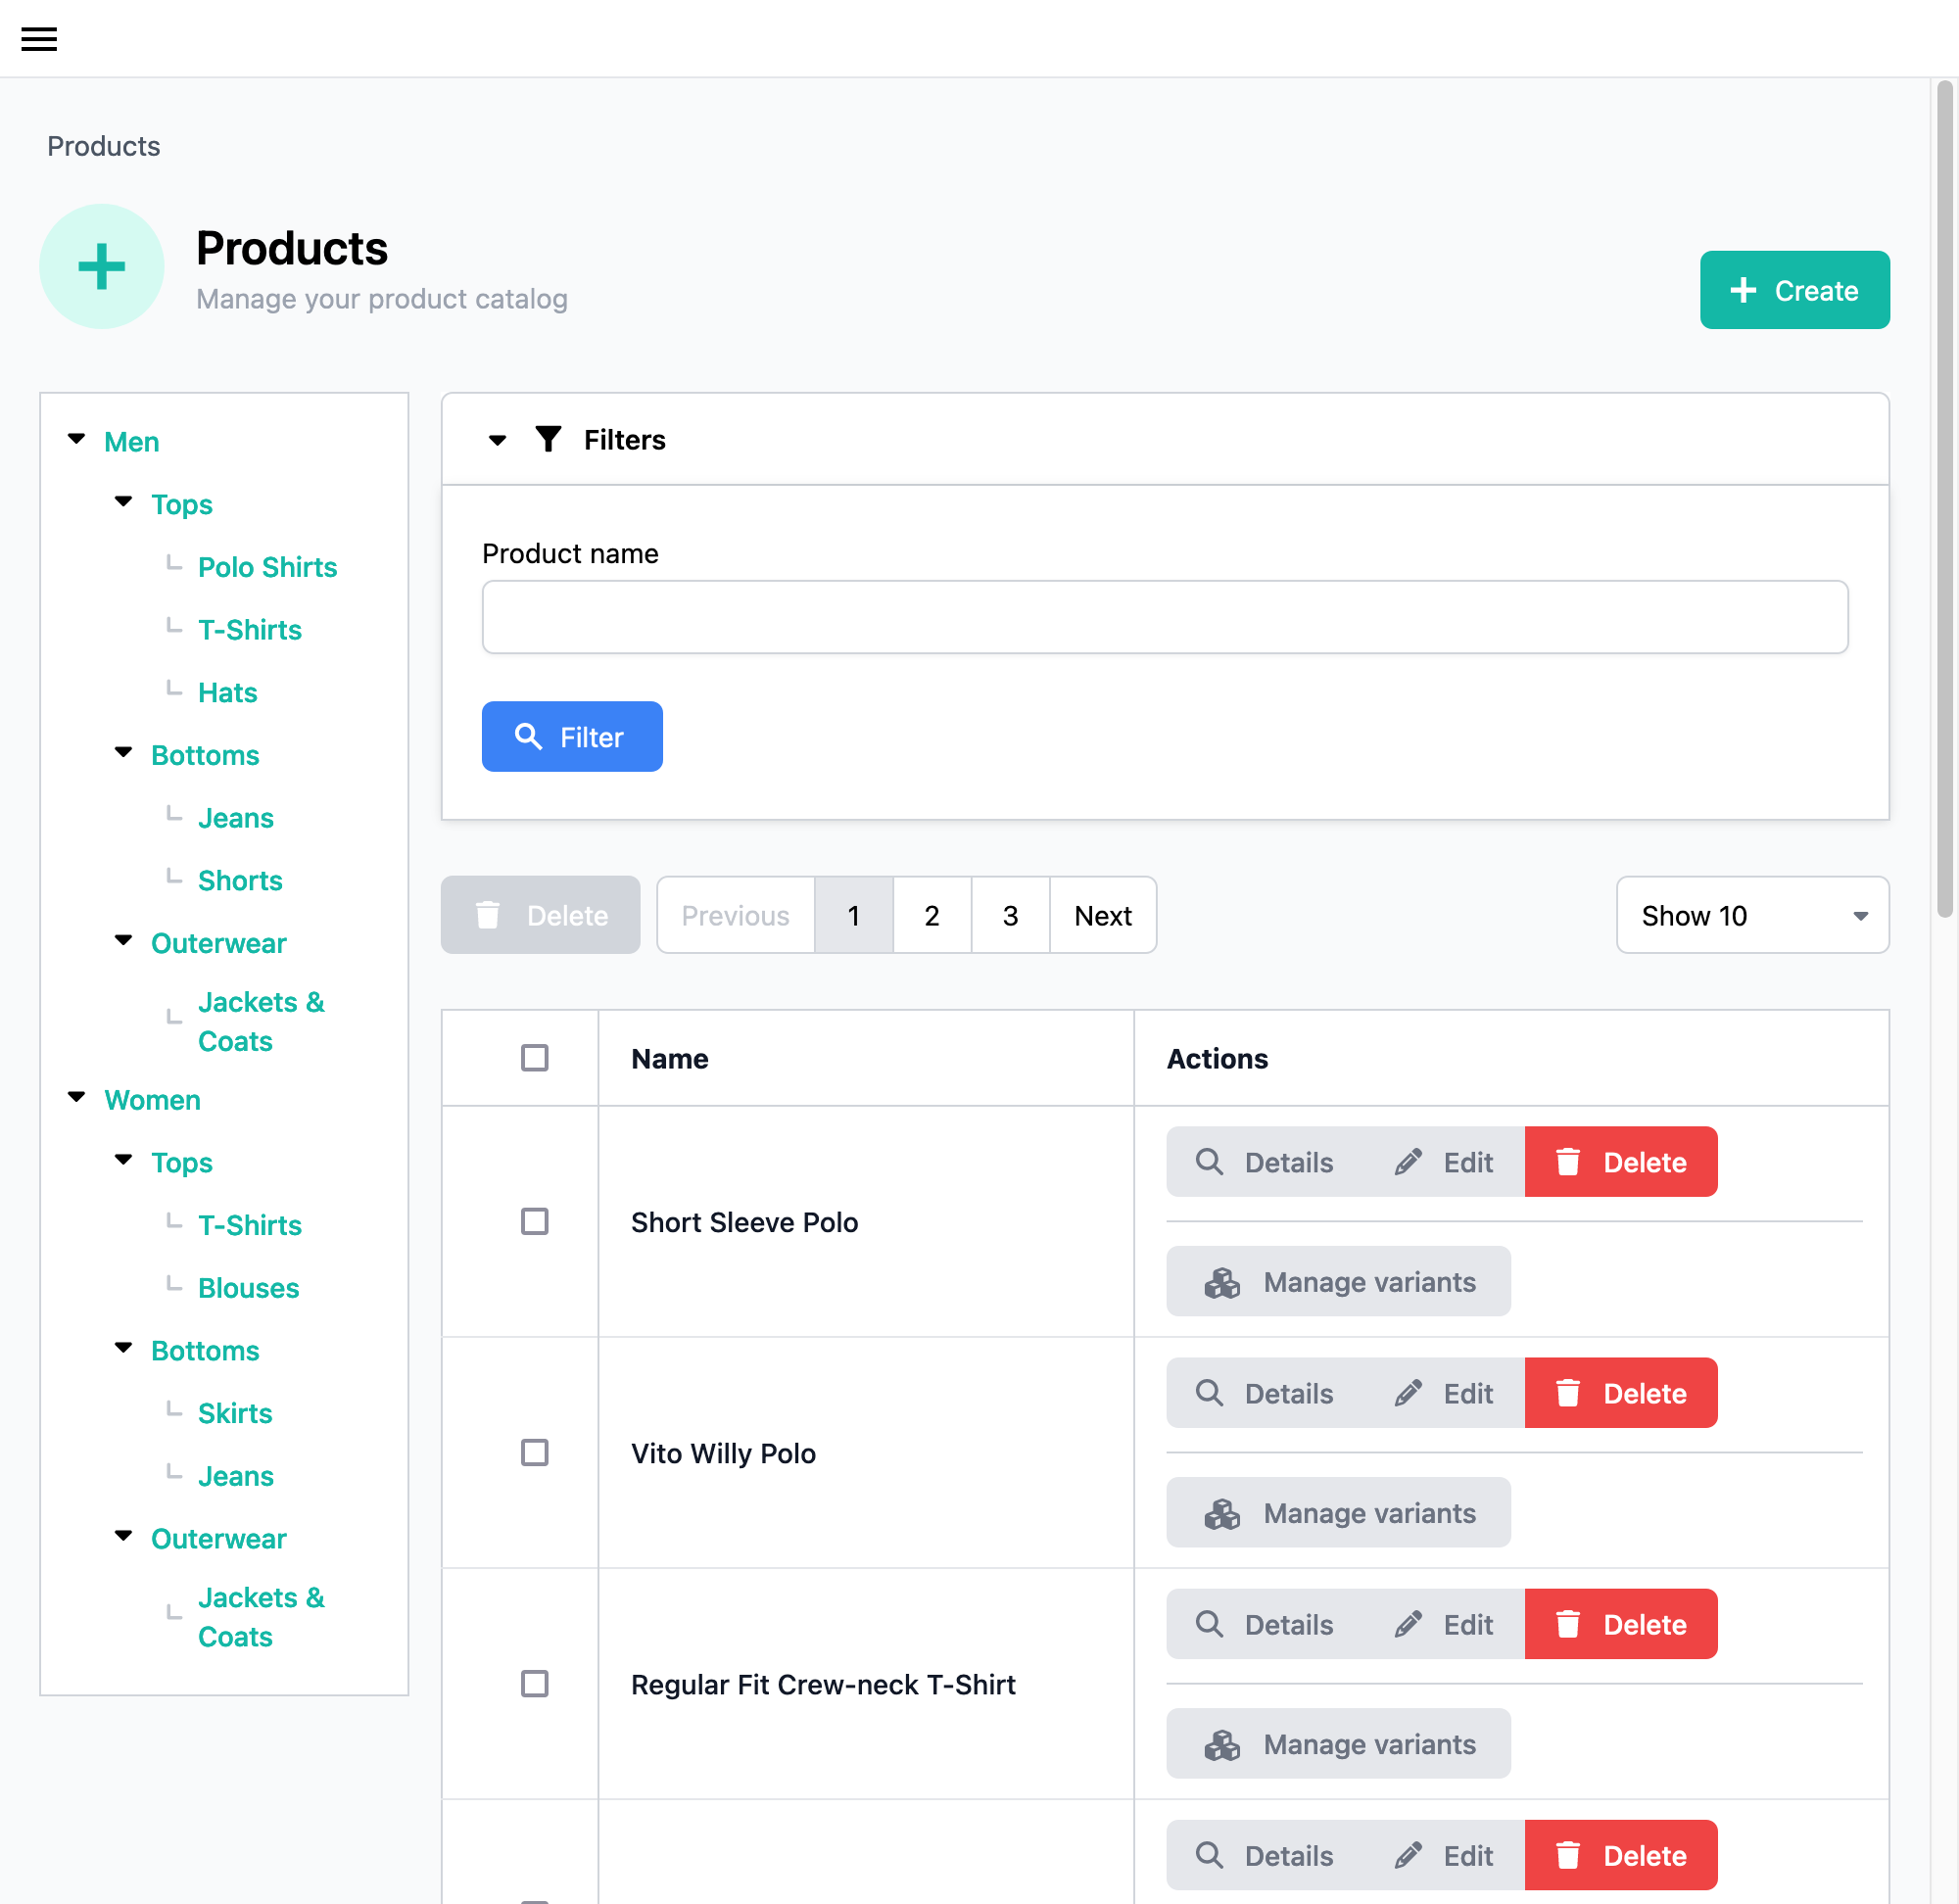 Products
Products
Manage your product catalog
Create
Men
Tops
Polo Shirts
T-Shirts
Hats
Bottoms
Jeans
Shorts
Outerwear
Jackets &
Coats
Women
Tops
T-Shirts
Blouses
Bottoms
Skirts
Jeans
Outerwear
Jackets &
Coats
Filters
Product name
Filter
Delete Previous 1 2 3 Next Show 10
Name Actions
Details Edit Delete
Short Sleeve Polo
Manage variants
Details Edit Delete
Vito Willy Polo
Manage variants
Details Edit Delete
Regular Fit Crew-neck T-Shirt
Manage variants
Details Edit Delete